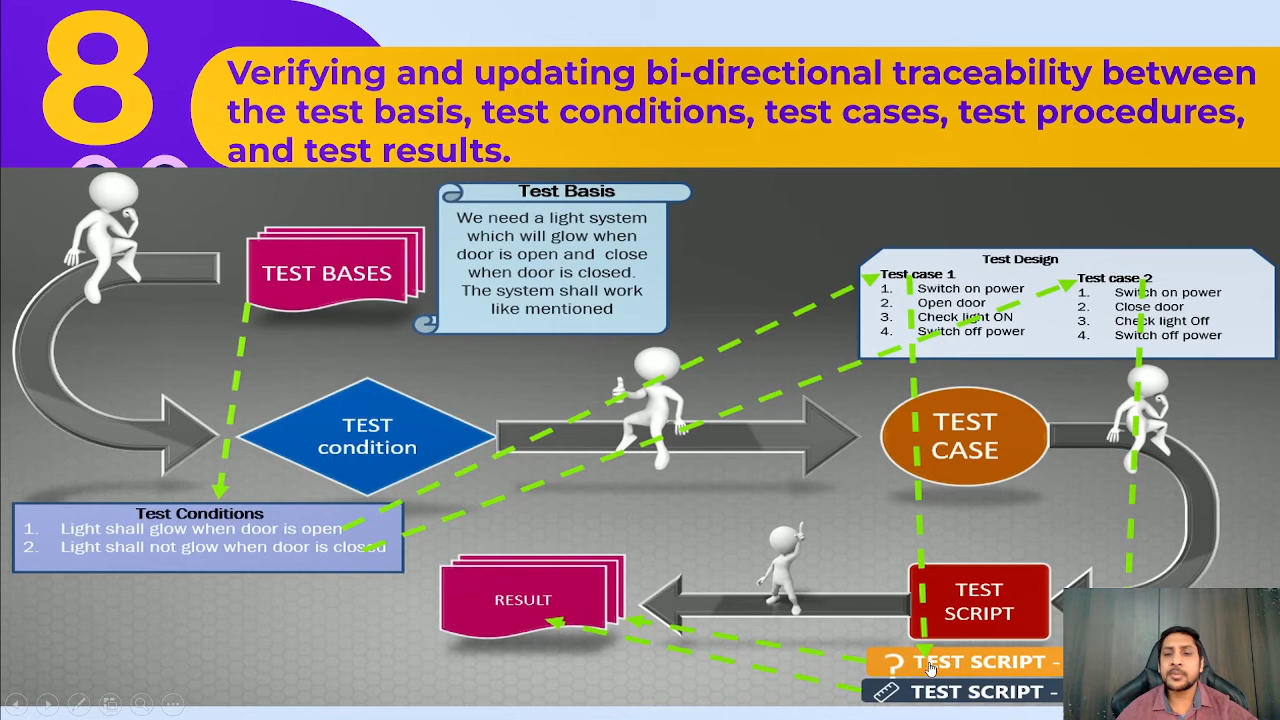 8
Verifying and updating bi-directional traceability between
the test basis, test conditions, test cases, test procedures,
and test results.
Test Basis
We need a light system
which will glow when
door is open and close
when door is closed.
The system shall work
like mentioned
TEST BASES
Test Design
Test case 1
1. Switch on power
2. Open door
3. Check light ON
4. Switch off power
Test case 2
1. Switch on power
2. Close door
3. Check light Off
4. Switch off power
TEST
condition
TEST
CASE
Test Conditions
1. Light shall glow when door is open
2. Light shall not glow when door is closed
RESULT
TEST
SCRIPT
? TEST SCRIPT -
TEST SCRIPT -